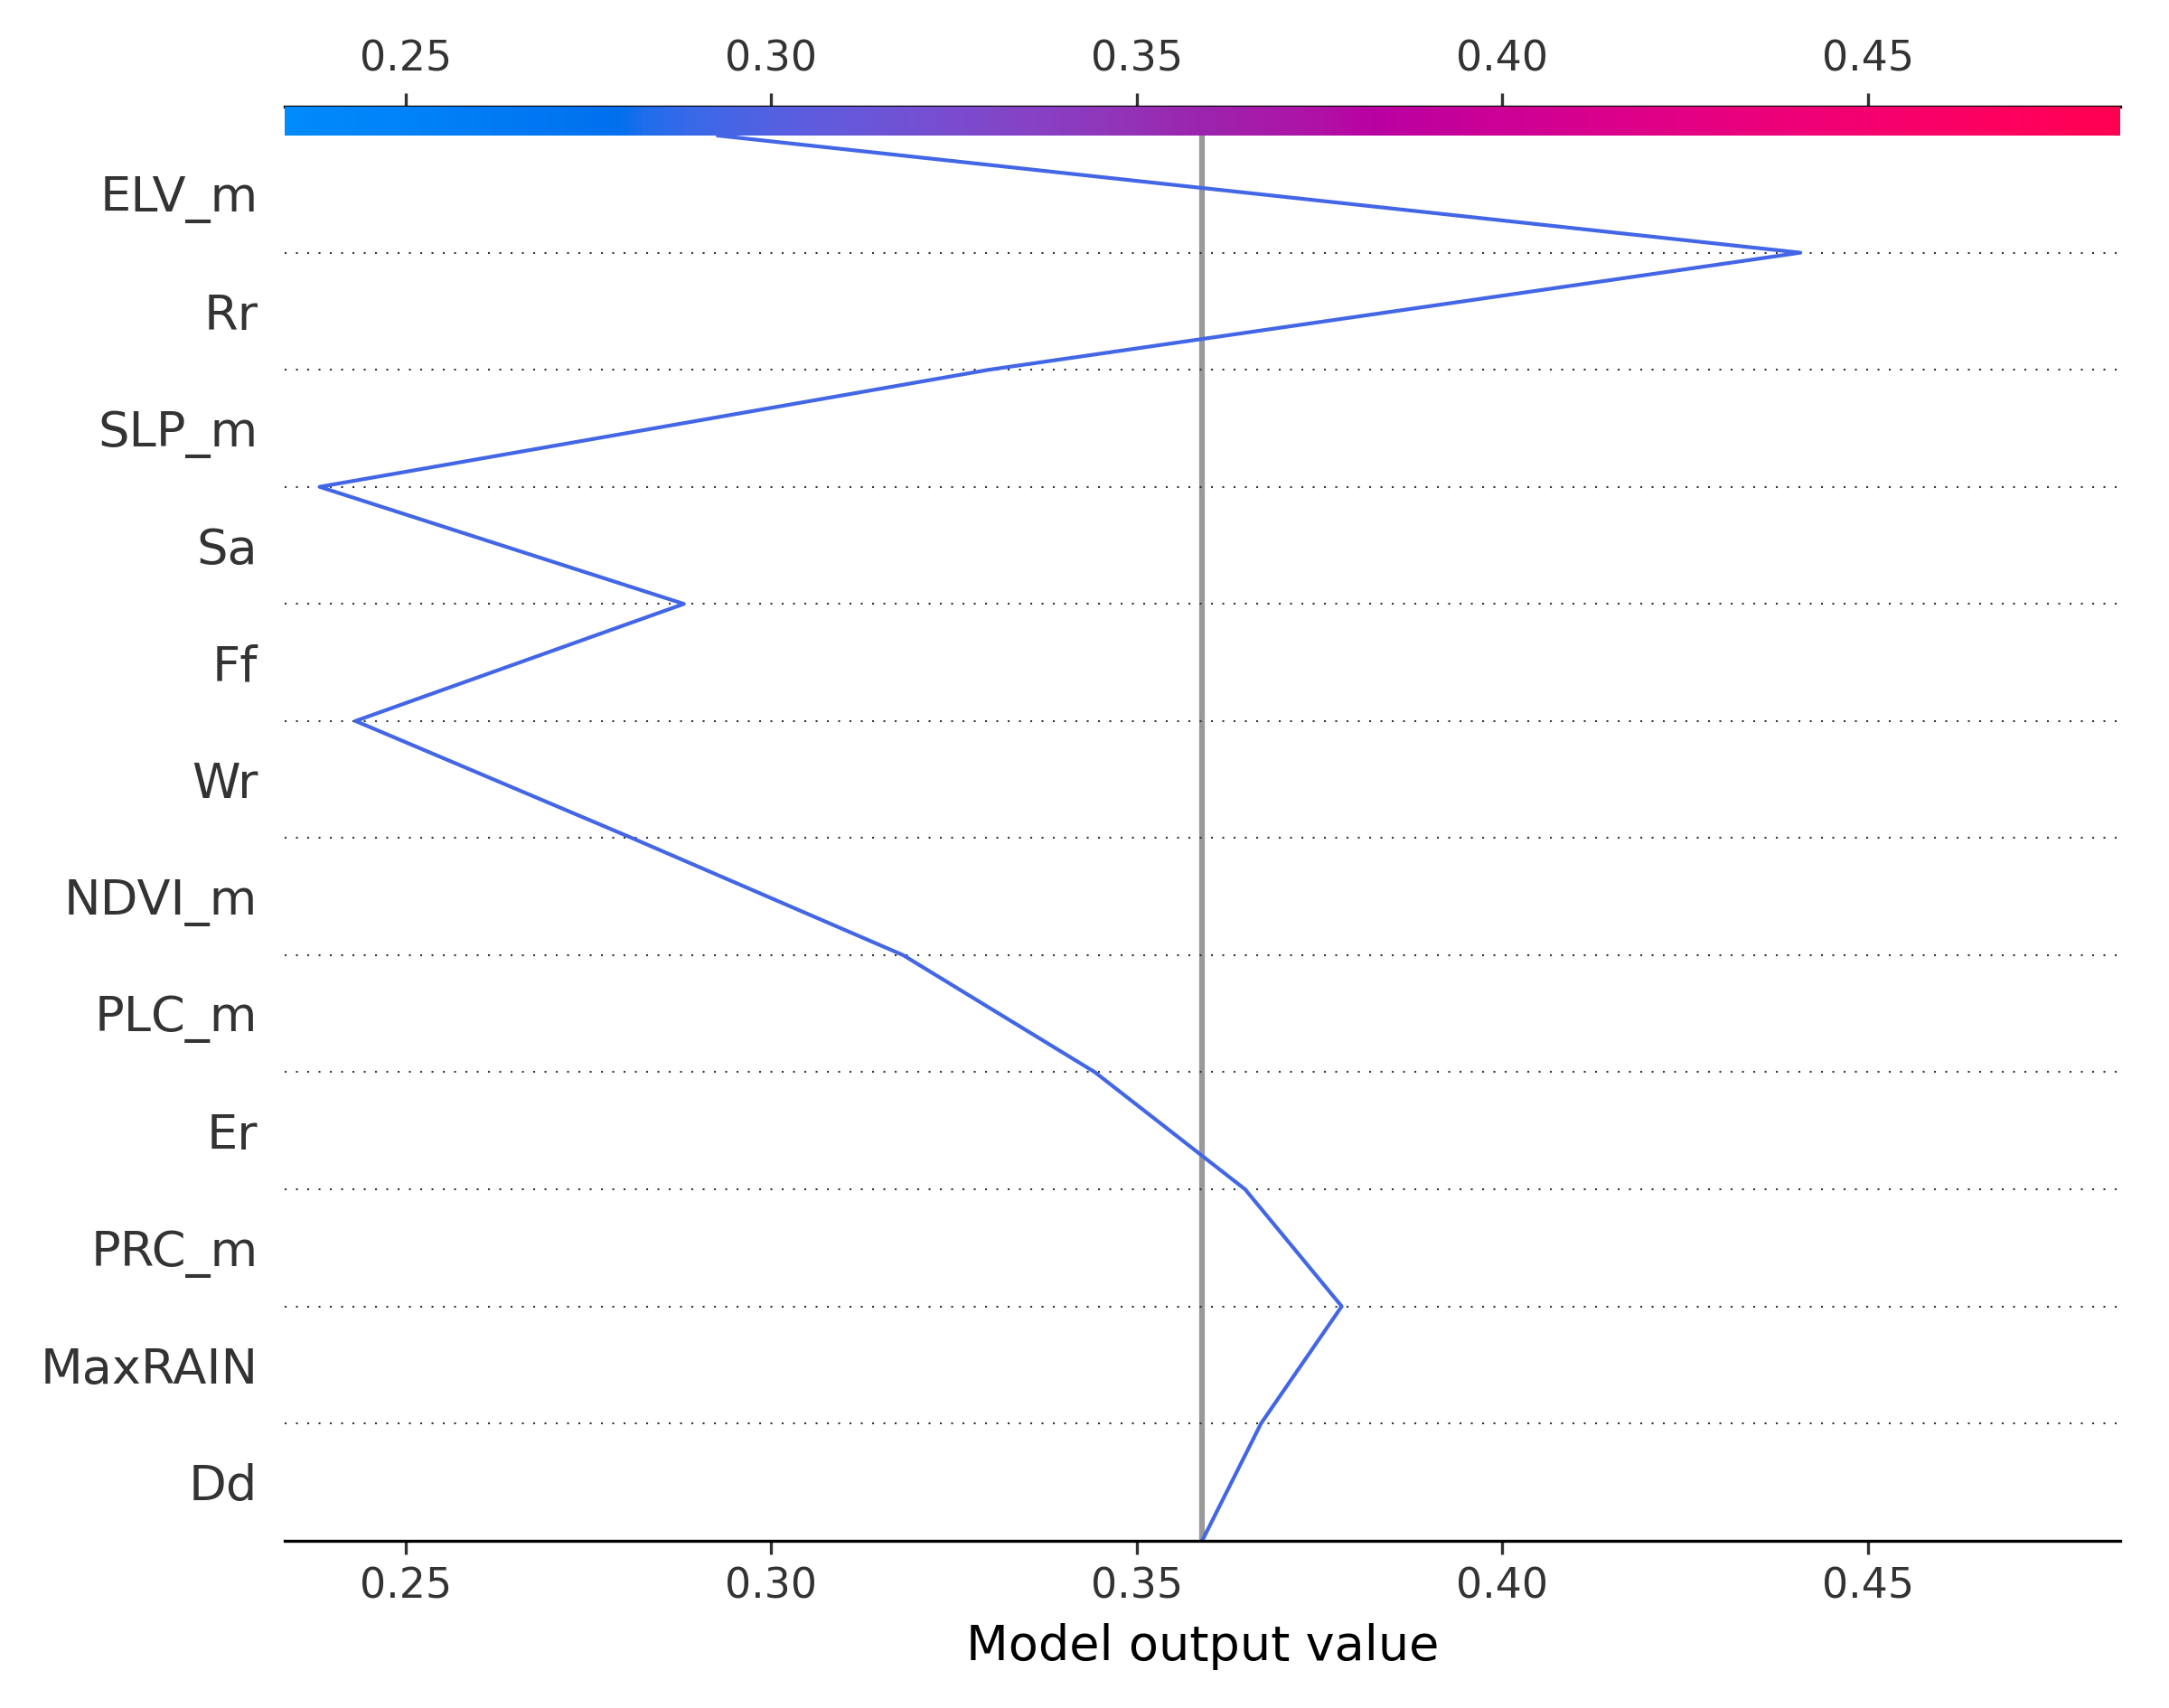 0.25 0.30 0.35 0.40 0.45
ELV_m
Rr
SLP_m
Sa
Ff
Wr
NDVI_m
PLC_m
Er
PRC_m
MaxRAIN
Dd
0.25 0.30 0.35 0.40 0.45
Model output value